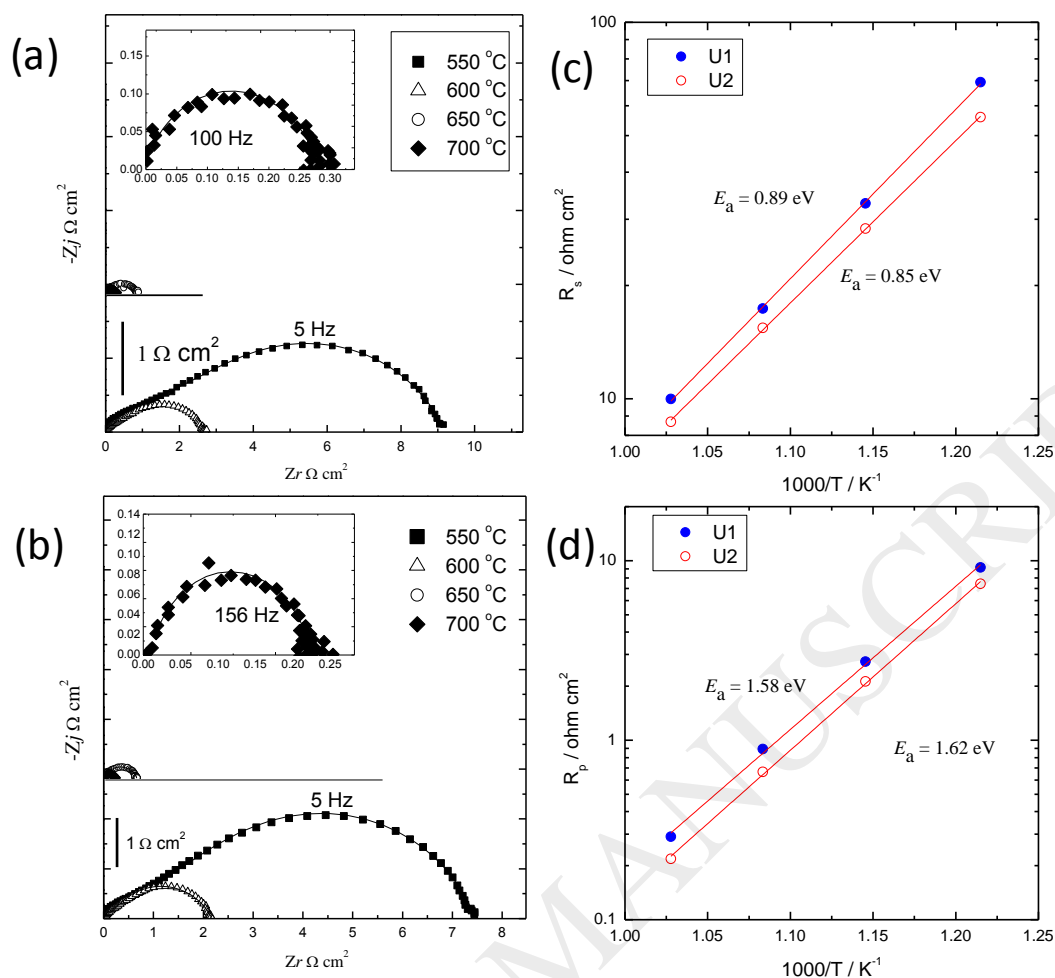 (a)
0.15
0.10
0.05
0.00
0.00 0.05 0.10 0.15 0.20 0.25 0.30
100 Hz
550 °C
600 °C
650 °C
700 °C
-Zj Ω cm²
5 Hz
1 Ω cm²
0 2 4 6 8 10
Zr Ω cm²
(b)
0.14
0.12
0.10
0.08
0.06
0.04
0.02
0.00
0.00 0.05 0.10 0.15 0.20 0.25
156 Hz
550 °C
600 °C
650 °C
700 °C
-Zj Ω cm²
5 Hz
1 Ω cm²
0 1 2 3 4 5 6 7 8
Zr Ω cm²
(c)
100
10
U1
U2
Eₐ = 0.89 eV
Eₐ = 0.85 eV
Rₛ / ohm cm²
1.00 1.05 1.10 1.15 1.20 1.25
1000/T / K⁻¹
(d)
10
1
0.1
U1
U2
Eₐ = 1.58 eV
Eₐ = 1.62 eV
Rₚ / ohm cm²
1.00 1.05 1.10 1.15 1.20 1.25
1000/T / K⁻¹
MANUSCRI